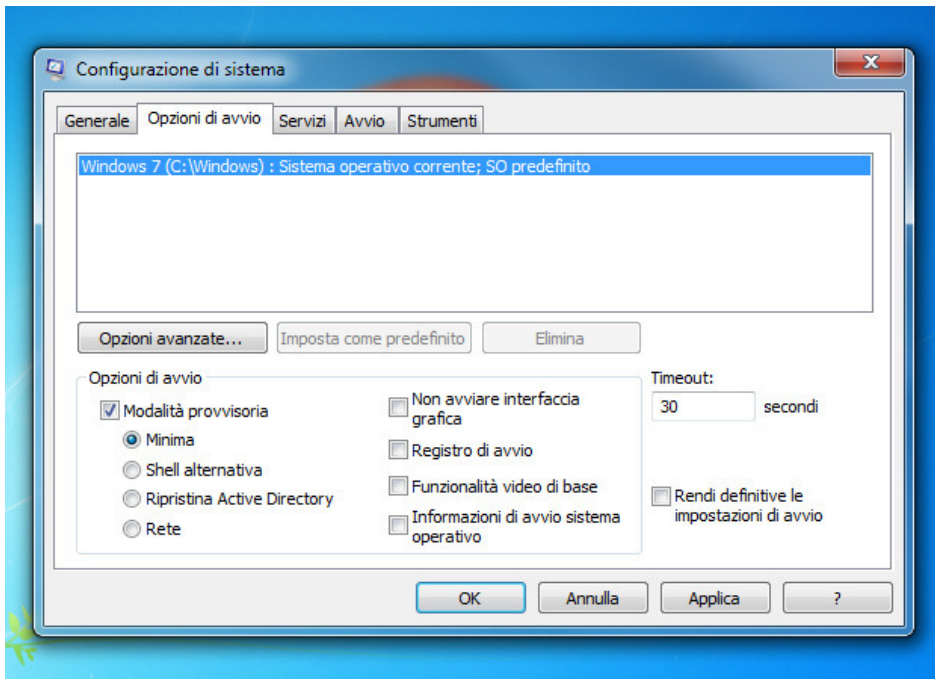 Configurazione di sistema
X
Generale
Opzioni di avvio
Servizi
Avvio
Strumenti
Windows 7 (C:\Windows) : Sistema operativo corrente; SO predefinito
Opzioni avanzate...
Imposta come predefinito
Elimina
Opzioni di avvio
Modalità provvisoria
Minima
Shell alternativa
Ripristina Active Directory
Rete
Non avviare interfaccia
grafica
Registro di avvio
Funzionalità video di base
Informazioni di avvio sistema
operativo
Timeout:
30 secondi
Rendi definitive le
impostazioni di avvio
OK
Annulla
Applica
?